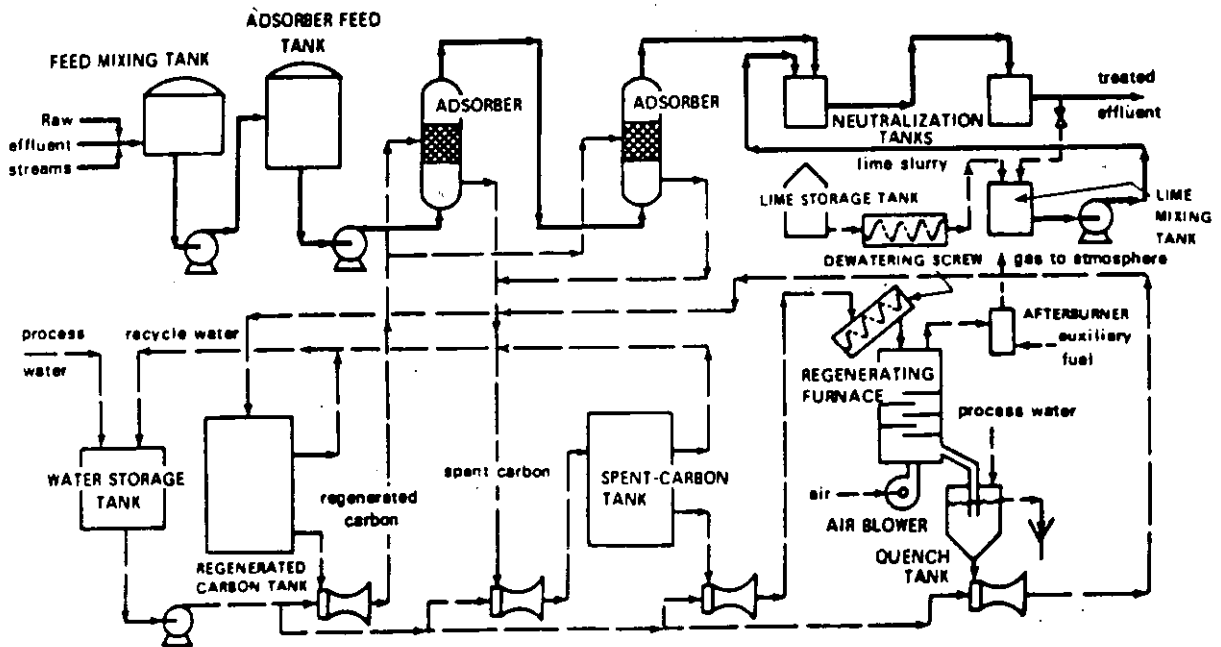 ADSORBER FEED
TANK
FEED MIXING TANK
Raw
effluent
streams
ADSORBER
ADSORBER
treated
effluent
NEUTRALIZATION
TANKS
lime slurry
LIME STORAGE TANK
LIME
MIXING
TANK
DEWATERING SCREW
gas to atmosphere
process
water
recycle water
AFTERBURNER
auxiliary
fuel
REGENERATING
FURNACE
process water
WATER STORAGE
TANK
spent carbon
SPENT-CARBON
TANK
regenerated
carbon
air
AIR BLOWER
QUENCH
TANK
REGENERATED
CARBON TANK